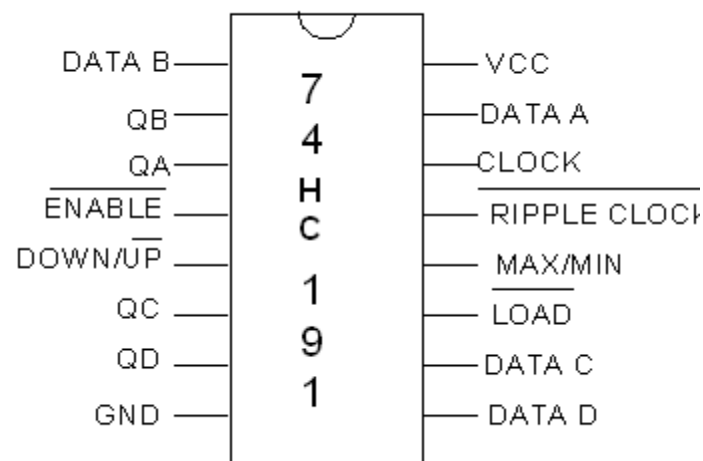 DATA B
QB
QA
ENABLE
DOWN/UP
QC
QD
GND
7
4
H
C
1
9
1
VCC
DATA A
CLOCK
RIPPLE CLOCK
MAX/MIN
LOAD
DATA C
DATA D